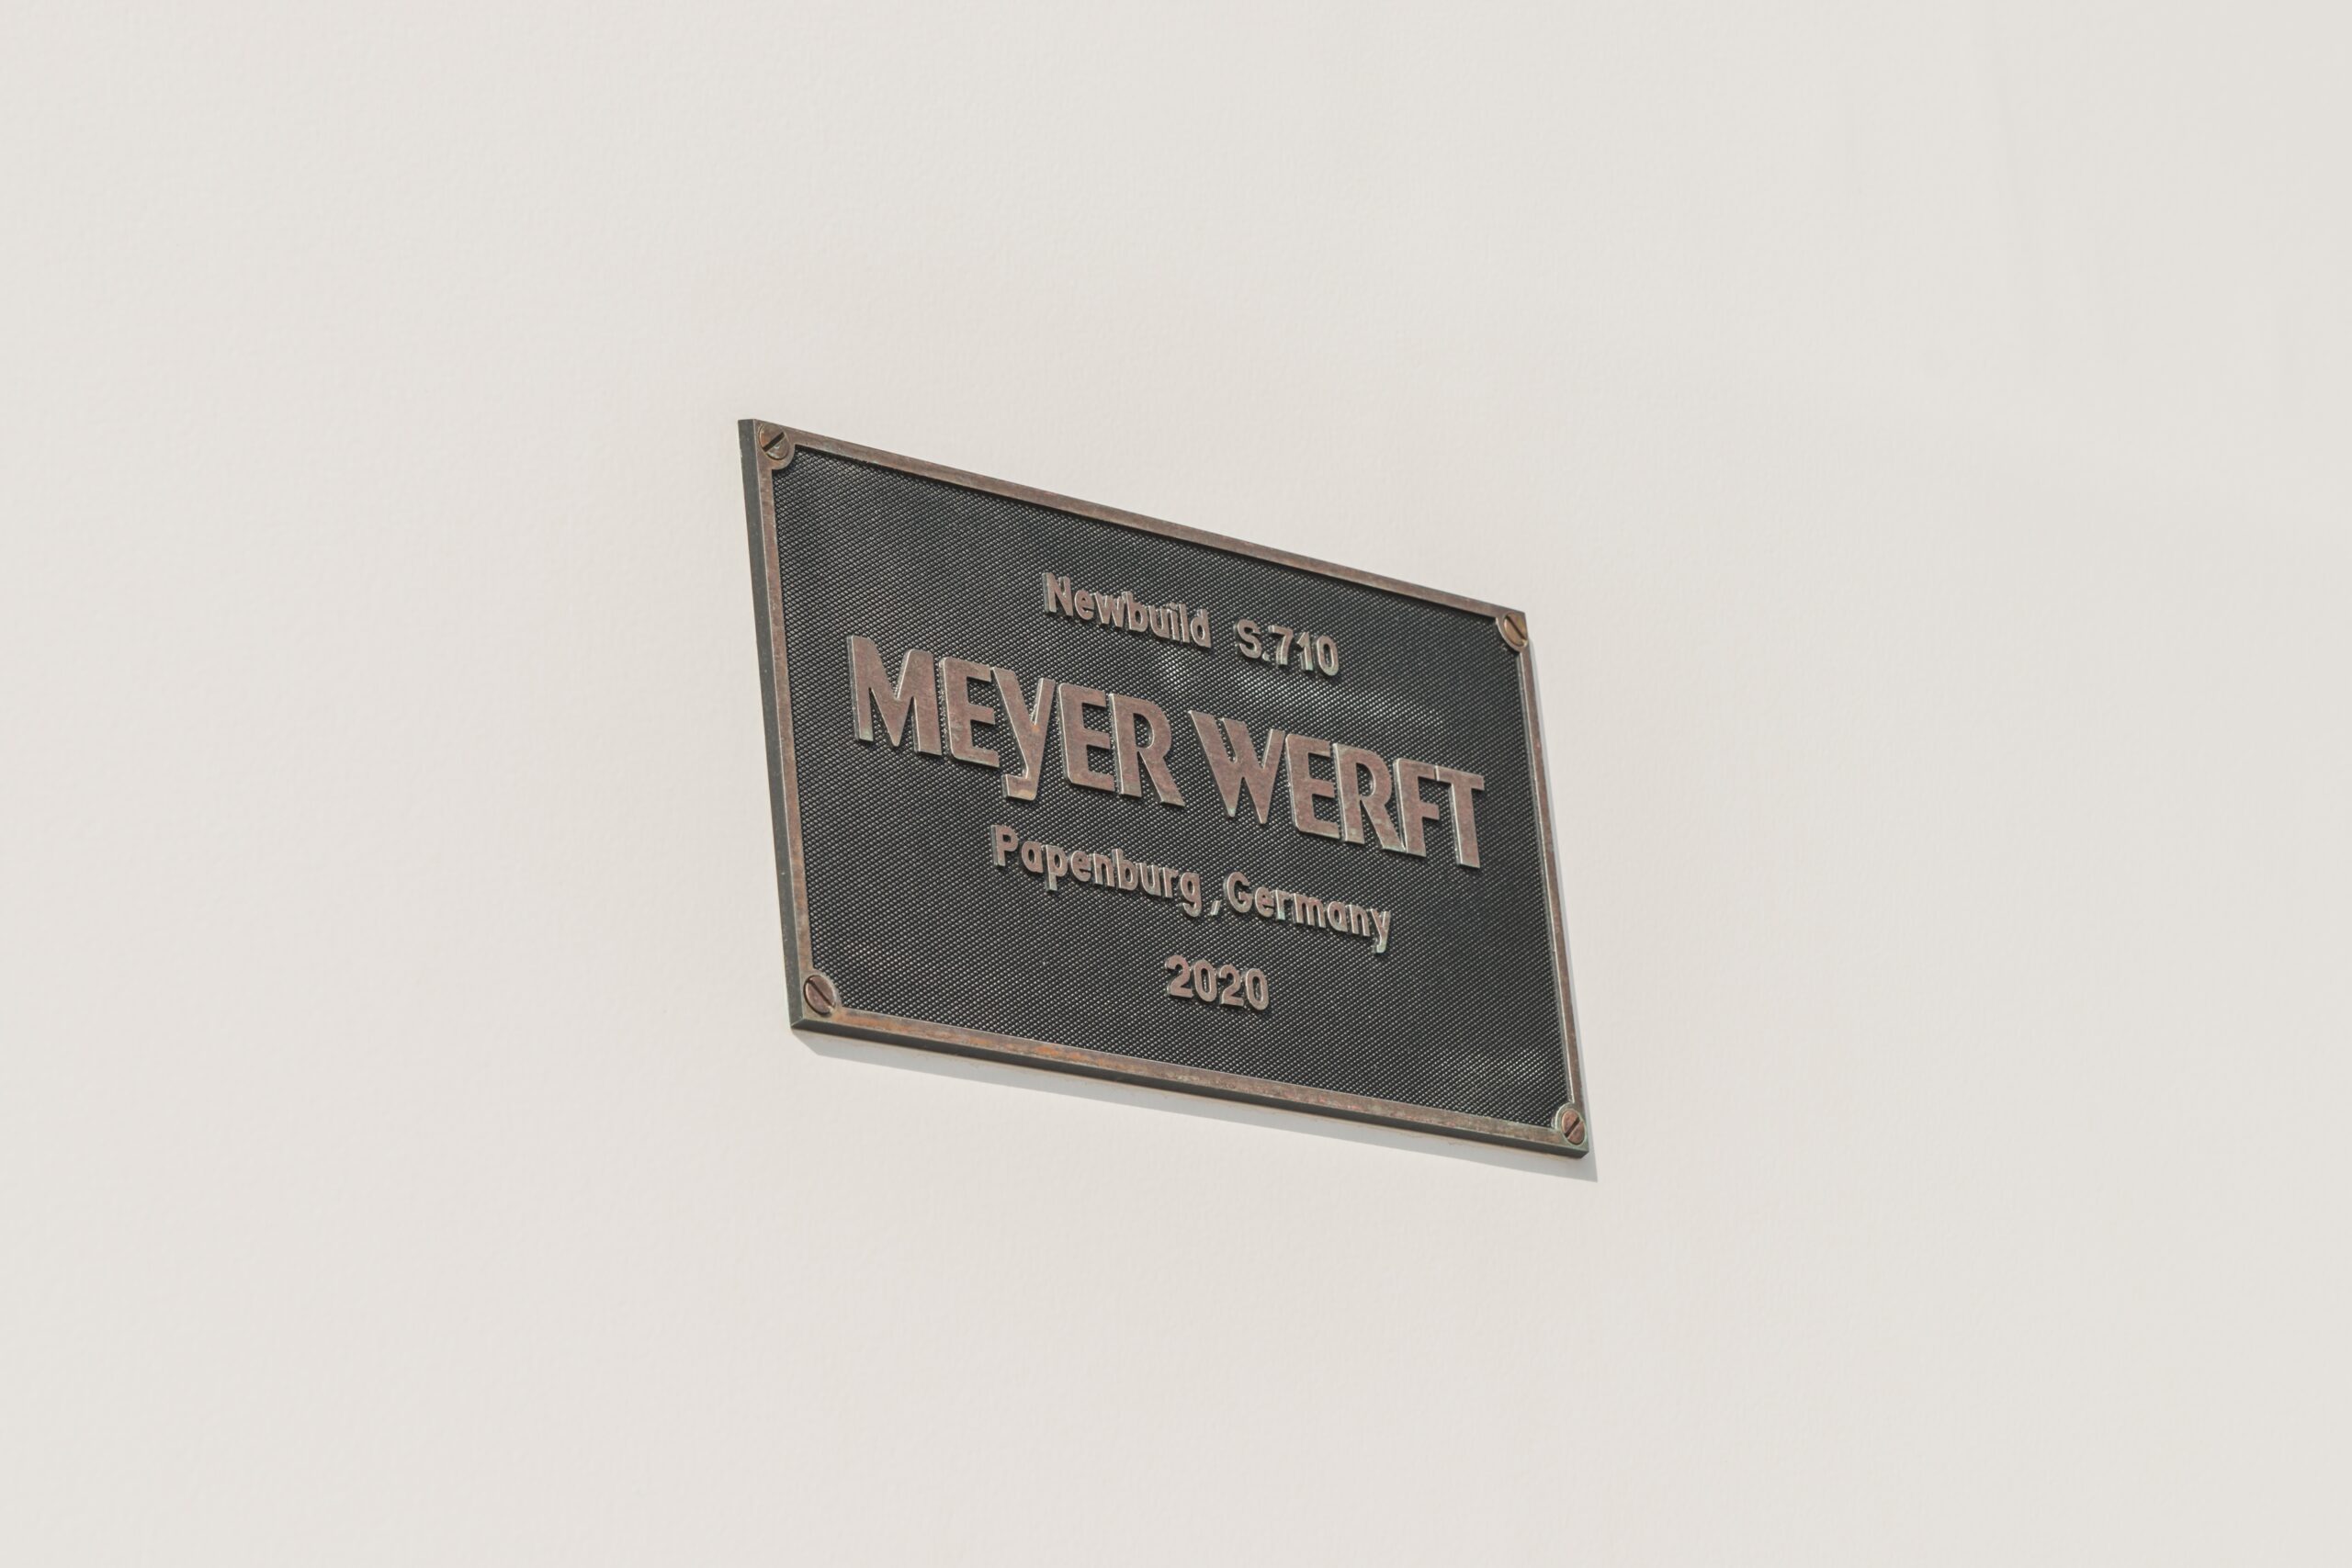 Newbuild S.710
MEYER WERFT
Papenburg, Germany
2020